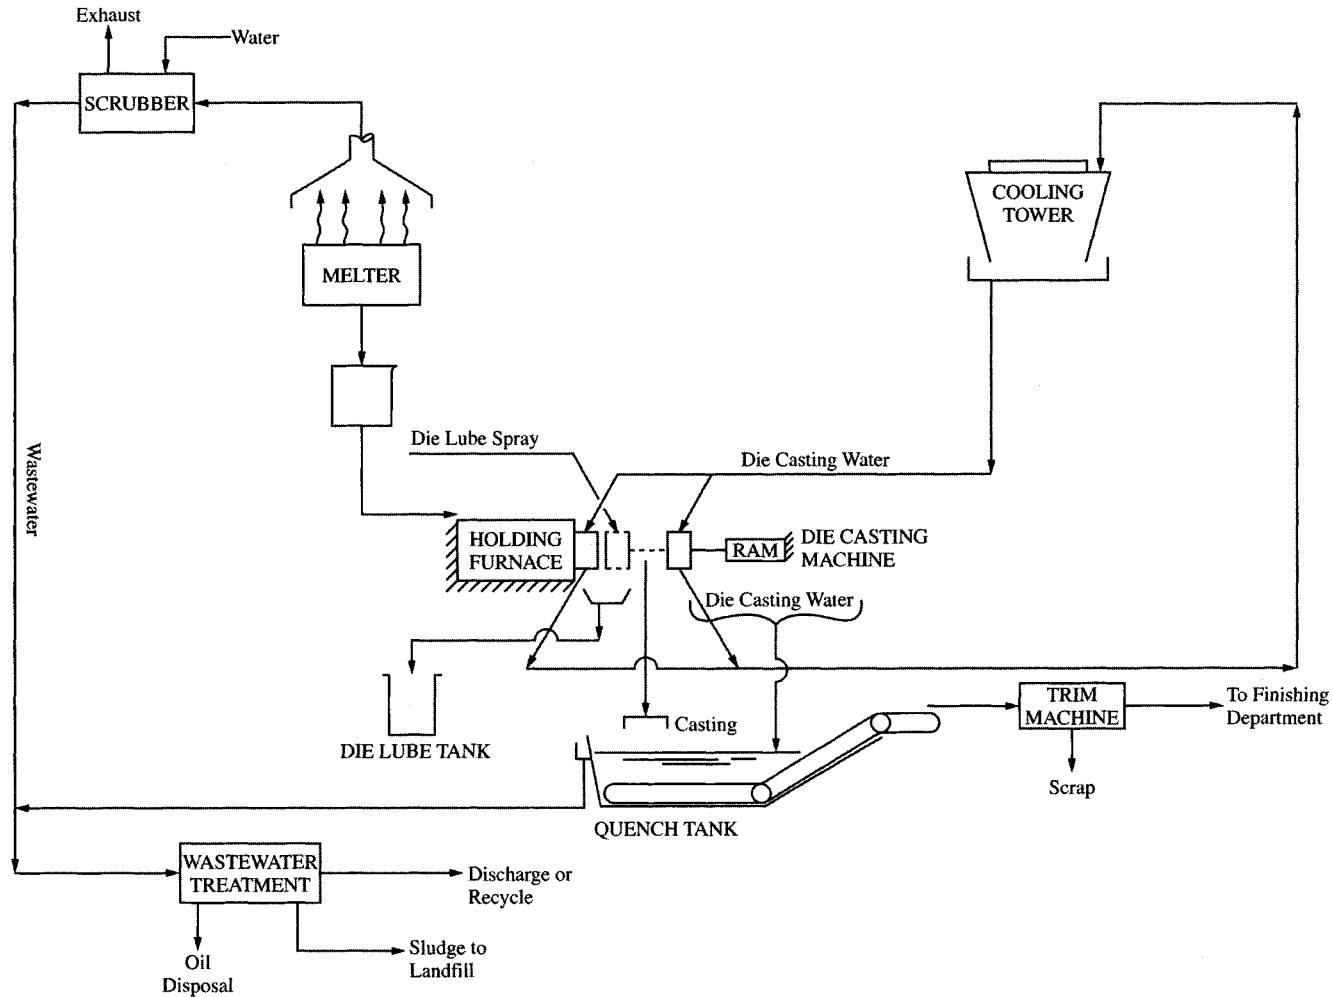 Exhaust
Water
SCRUBBER
MELTER
COOLING
TOWER
Wastewater
Die Lube Spray
Die Casting Water
HOLDING
FURNACE
RAM
DIE CASTING
MACHINE
Die Casting Water
TRIM
MACHINE
To Finishing
Department
Casting
DIE LUBE TANK
Scrap
QUENCH TANK
WASTEWATER
TREATMENT
Discharge or
Recycle
Oil
Disposal
Sludge to
Landfill